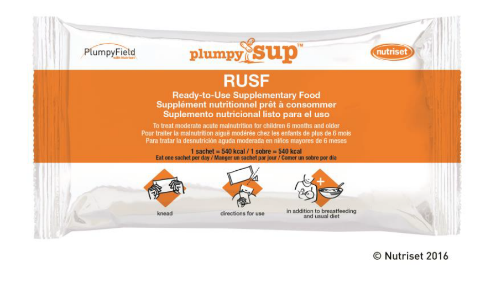 PlumpyField
plumpy'sup™
nutriset
RUSF
Ready-to-Use Supplementary Food
Supplément nutritionnel prêt à consommer
Suplemento nutricional listo para el uso
To treat moderate acute malnutrition for children 6 months and older
Pour traiter la malnutrition aiguë modérée chez les enfants de plus de 6 mois
Para tratar la desnutrición aguda moderada en niños mayores de 6 meses
1 sachet = 540 kcal / 1 sobre = 540 kcal
Eat one sachet per day / Manger un sachet par jour / Comer un sobre per dia
knead
directions for use
in addition to breastfeeding
and usual diet
© Nutriset 2016